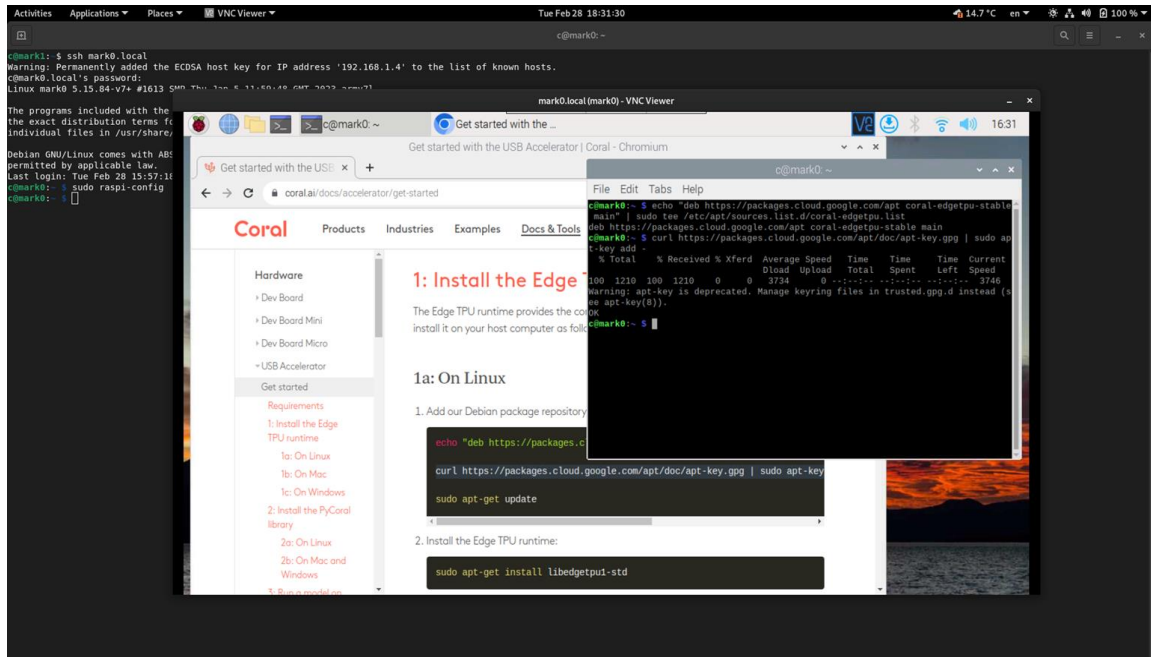 Activities Applications Places VNC Viewer Tue Feb 28 18:31:30 14.7 °C en 100 %
c@mark0: ~
c@mark1:~$ ssh mark0.local
Warning: Permanently added the ECDSA host key for IP address '192.168.1.4' to the list of known hosts.
c@mark0.local's password:
Linux mark0 5.15.84-v7+ #1613 SMP Thu Jan 5 11:59:48 GMT 2023 armv7l
The programs included with the
the exact distribution terms fo
individual files in /usr/share/
Debian GNU/Linux comes with ABS
permitted by applicable law.
Last login: Tue Feb 28 15:57:18
c@mark0:~ $ sudo raspi-config
c@mark0:~ $
mark0.local (mark0) - VNC Viewer
c@mark0: ~ Get started with the ... 16:31
Get started with the USB Accelerator | Coral - Chromium
Get started with the USB
coral.ai/docs/accelerator/get-started
Coral Products Industries Examples Docs & Tools
Hardware
Dev Board
Dev Board Mini
Dev Board Micro
USB Accelerator
Get started
Requirements
1: Install the Edge
TPU runtime
1a: On Linux
1b: On Mac
1c: On Windows
2: Install the PyCoral
library
2a: On Linux
2b: On Mac and
Windows
3: Run a model on
1: Install the Edge
The Edge TPU runtime provides the co
install it on your host computer as follo
1a: On Linux
1. Add our Debian package repository
echo "deb https://packages.c
curl https://packages.cloud.google.com/apt/doc/apt-key.gpg | sudo apt-key
sudo apt-get update
2. Install the Edge TPU runtime:
sudo apt-get install libedgetpu1-std
c@mark0: ~
File Edit Tabs Help
c@mark0:~ $ echo "deb https://packages.cloud.google.com/apt coral-edgetpu-stable
main" | sudo tee /etc/apt/sources.list.d/coral-edgetpu.list
deb https://packages.cloud.google.com/apt coral-edgetpu-stable main
c@mark0:~ $ curl https://packages.cloud.google.com/apt/doc/apt-key.gpg | sudo ap
t-key add -
% Total % Received % Xferd Average Speed Time Time Time Current
Dload Upload Total Spent Left Speed
100 1210 100 1210 0 0 3734 0 --:--:-- --:--:-- --:--:-- 3746
Warning: apt-key is deprecated. Manage keyring files in trusted.gpg.d instead (s
ee apt-key(8)).
OK
c@mark0:~ $